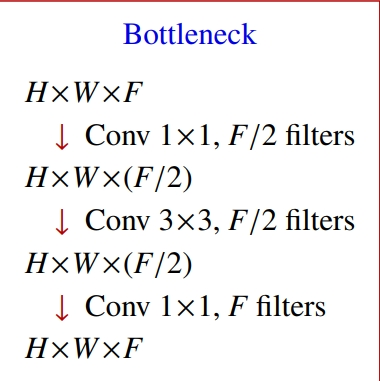 Bottleneck
H×W×F
↓ Conv 1×1, F/2 filters
H×W×(F/2)
↓ Conv 3×3, F/2 filters
H×W×(F/2)
↓ Conv 1×1, F filters
H×W×F